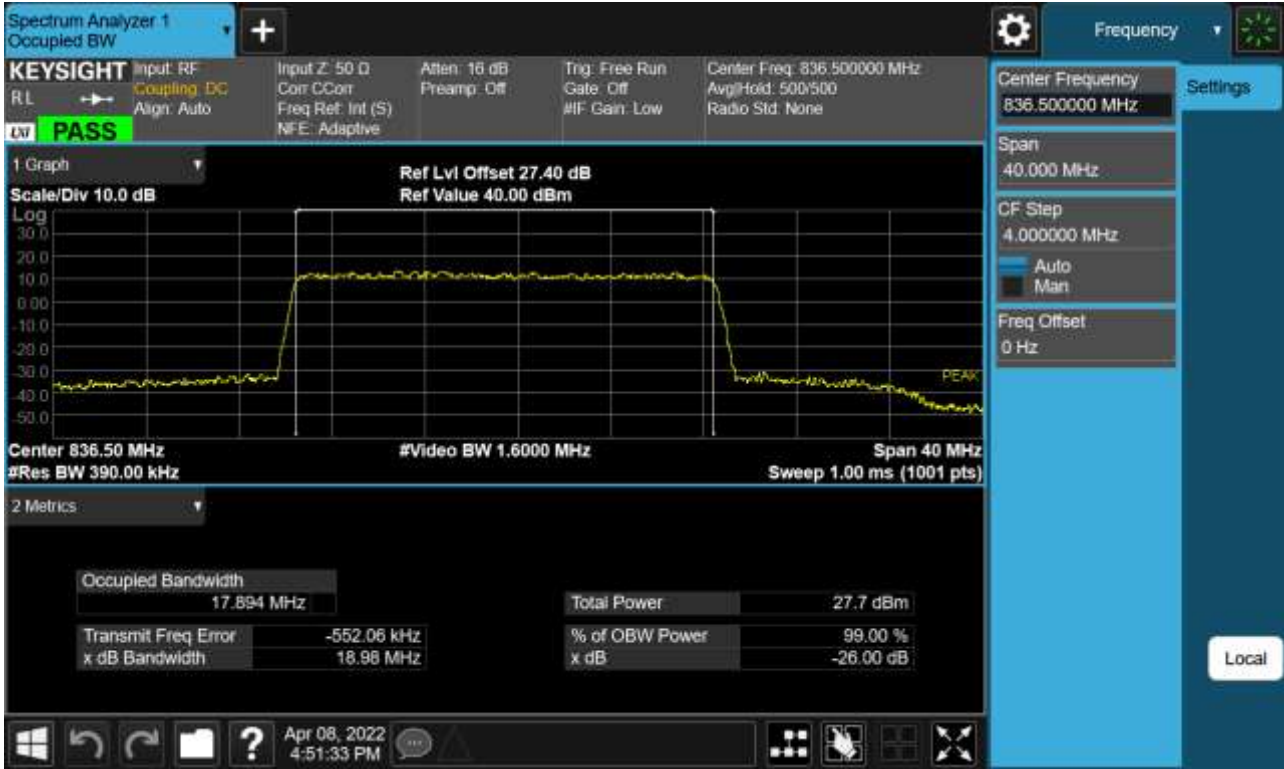 Spectrum Analyzer 1
Occupied BW
+
Frequency
KEYSIGHT
Input: RF
Coupling: DC
Align: Auto
RL
LXI
PASS
Input Z: 50 Ω
Corr CCorr
Freq Ref: Int (S)
NFE: Adaptive
Atten: 16 dB
Preamp: Off
Trig: Free Run
Gate: Off
#IF Gain: Low
Center Freq: 836.500000 MHz
Avg|Hold: 500/500
Radio Std: None
Center Frequency
836.500000 MHz
Settings
Span
40.000 MHz
CF Step
4.000000 MHz
Auto
Man
Freq Offset
0 Hz
Local
1 Graph
Scale/Div 10.0 dB
Ref Lvl Offset 27.40 dB
Ref Value 40.00 dBm
Log
30.0
20.0
10.0
0.00
-10.0
-20.0
-30.0
-40.0
-50.0
PEAK
Center 836.50 MHz
#Video BW 1.6000 MHz
Span 40 MHz
#Res BW 390.00 kHz
Sweep 1.00 ms (1001 pts)
2 Metrics
Occupied Bandwidth
17.894 MHz
Total Power 27.7 dBm
Transmit Freq Error -552.06 kHz
% of OBW Power 99.00 %
x dB Bandwidth 18.98 MHz
x dB -26.00 dB
?
Apr 08, 2022
4:51:33 PM